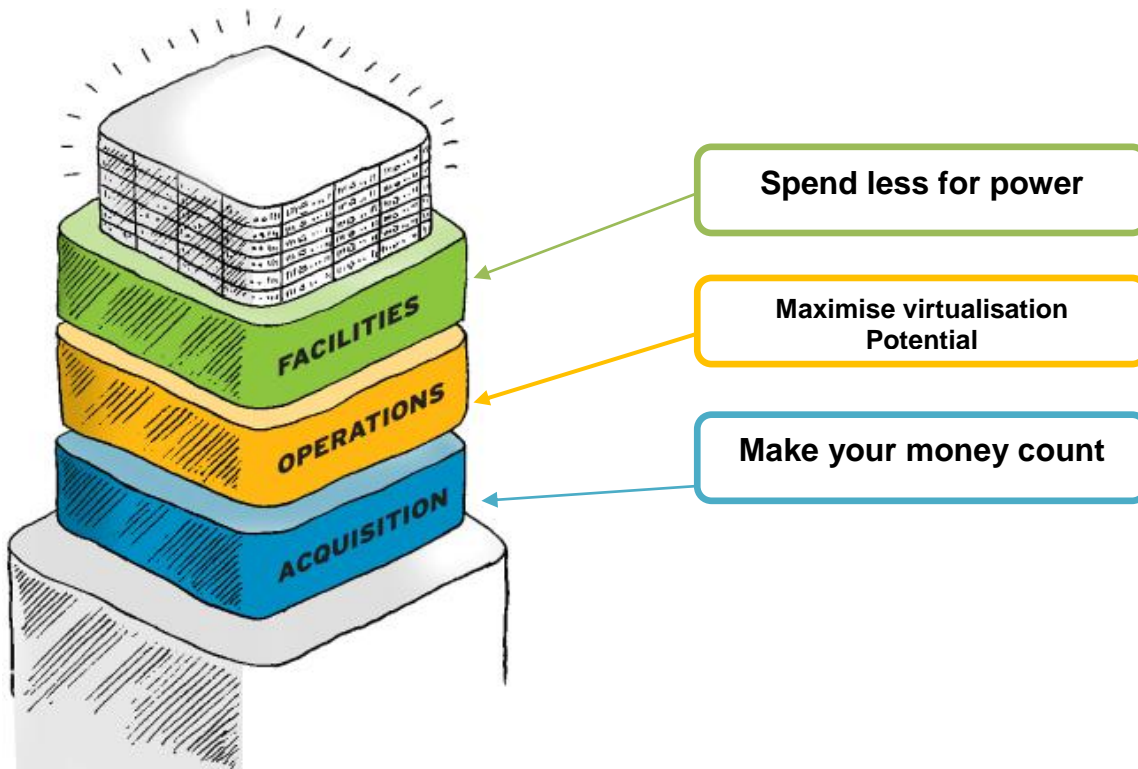 Spend less for power
FACILITIES
Maximise virtualisation
Potential
OPERATIONS
Make your money count
ACQUISITION